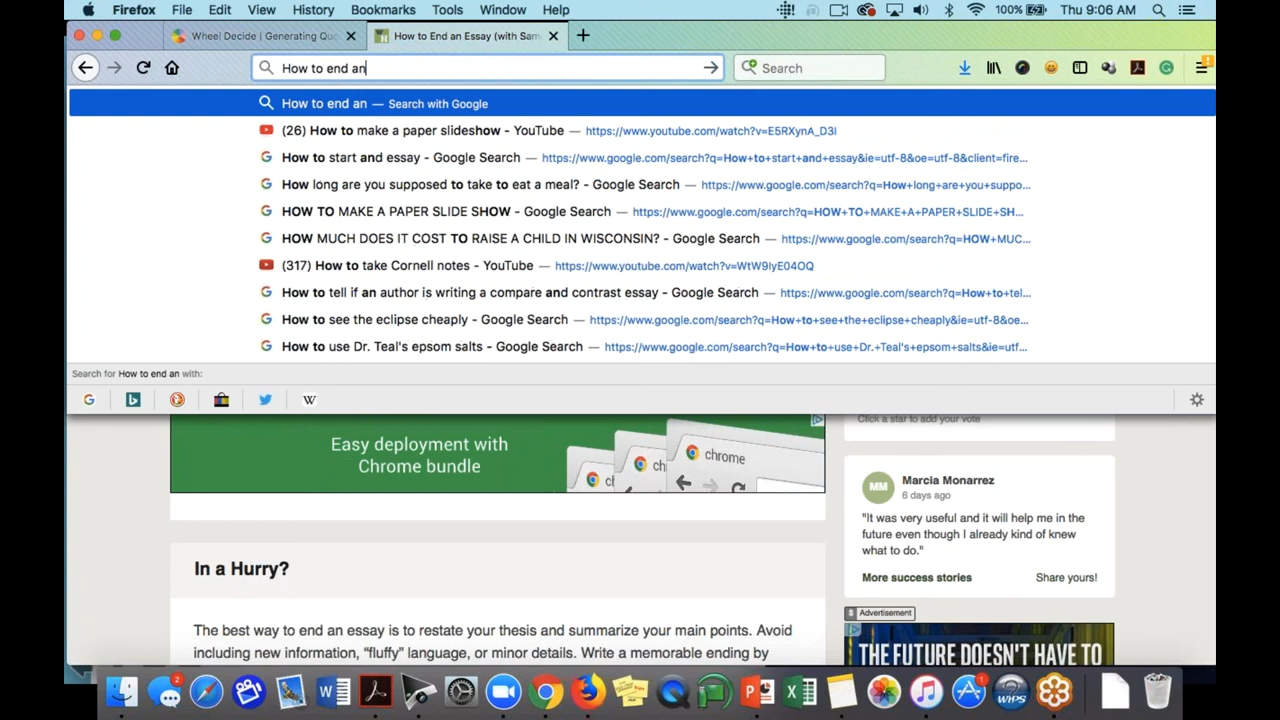 Firefox File Edit View History Bookmarks Tools Window Help 100% Thu 9:06 AM
Wheel Decide | Generating Que
How to End an Essay (with Sam
How to end an
Search
How to end an — Search with Google
(26) How to make a paper slideshow - YouTube — https://www.youtube.com/watch?v=E5RXynA_D3I
How to start and essay - Google Search — https://www.google.com/search?q=How+to+start+and+essay&ie=utf-8&oe=utf-8&client=fire...
How long are you supposed to take to eat a meal? - Google Search — https://www.google.com/search?q=How+long+are+you+suppo...
HOW TO MAKE A PAPER SLIDE SHOW - Google Search — https://www.google.com/search?q=HOW+TO+MAKE+A+PAPER+SLIDE+SH...
HOW MUCH DOES IT COST TO RAISE A CHILD IN WISCONSIN? - Google Search — https://www.google.com/search?q=HOW+MUC...
(317) How to take Cornell notes - YouTube — https://www.youtube.com/watch?v=WtW9IyE04OQ
How to tell if an author is writing a compare and contrast essay - Google Search — https://www.google.com/search?q=How+to+tel...
How to see the eclipse cheaply - Google Search — https://www.google.com/search?q=How+to+see+the+eclipse+cheaply&ie=utf-8&oe...
How to use Dr. Teal's epsom salts - Google Search — https://www.google.com/search?q=How+to+use+Dr.+Teal's+epsom+salts&ie=utf...
Search for How to end an with:
W
Click a star to add your vote
Easy deployment with
Chrome bundle
chrome
ch
ch
MM
Marcia Monarrez
6 days ago
"It was very useful and it will help me in the
future even though I already kind of knew
what to do."
More success stories Share yours!
In a Hurry?
Advertisement
The best way to end an essay is to restate your thesis and summarize your main points. Avoid
including new information, “fluffy” language, or minor details. Write a memorable ending by
THE FUTURE DOESN'T HAVE TO
2
1
WIPS